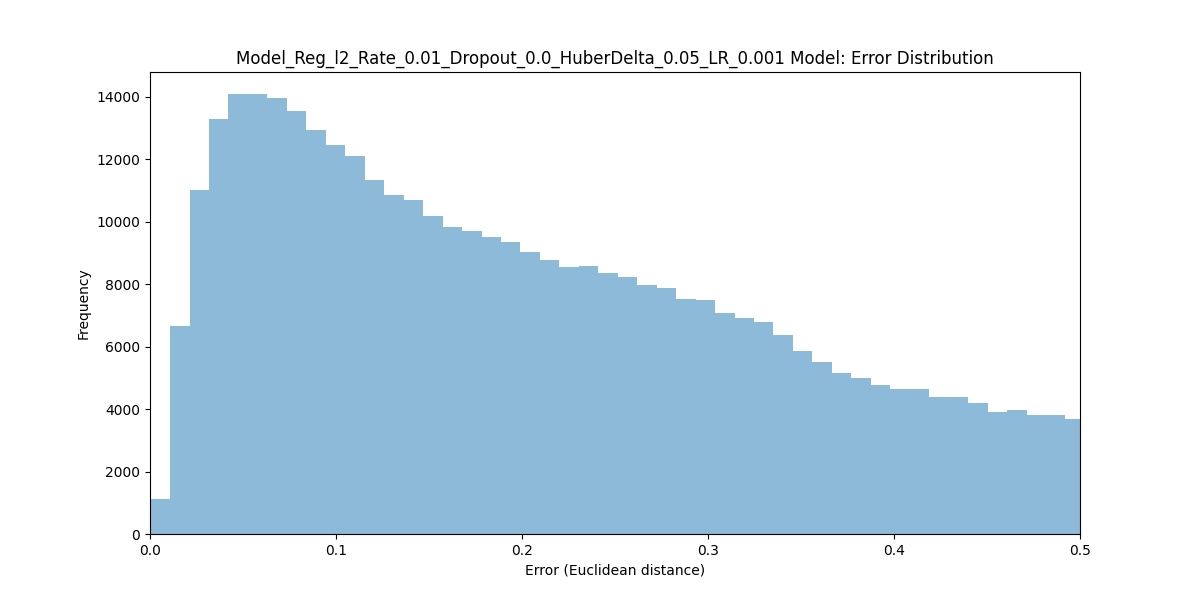 Model_Reg_l2_Rate_0.01_Dropout_0.0_HuberDelta_0.05_LR_0.001 Model: Error Distribution
14000
12000
10000
8000
6000
4000
2000
0
Frequency
0.0 0.1 0.2 0.3 0.4 0.5
Error (Euclidean distance)